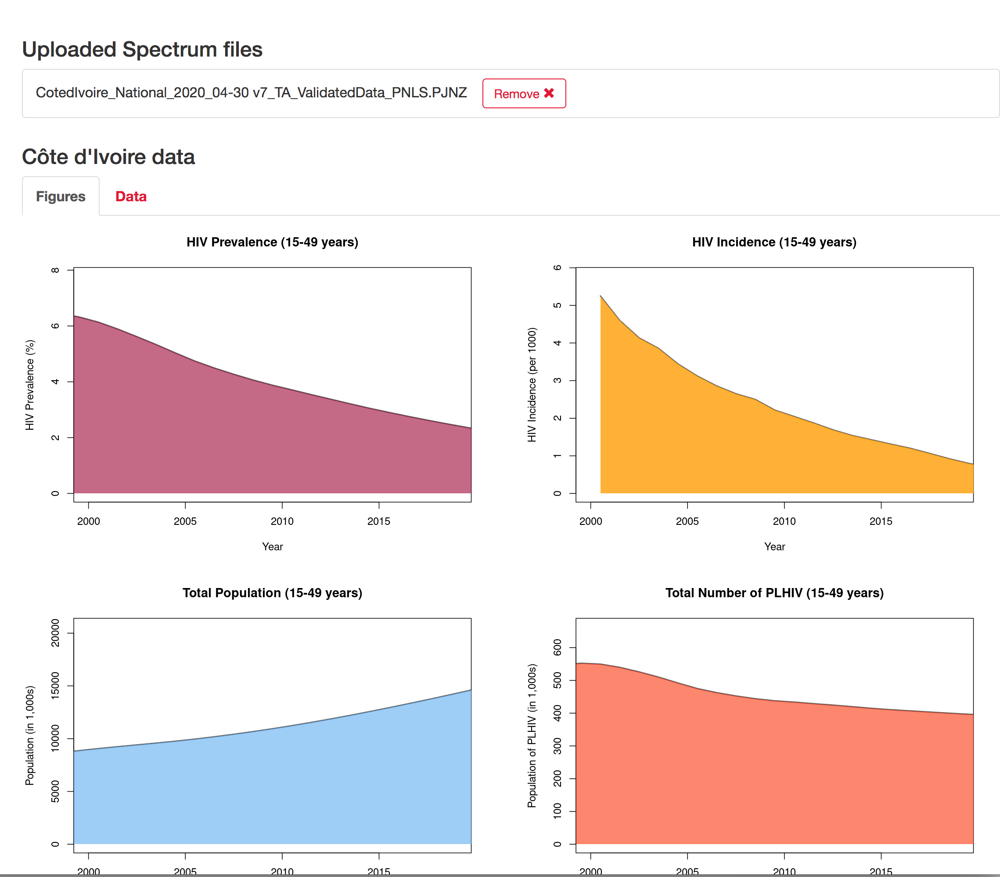 Uploaded Spectrum files
CotedIvoire_National_2020_04-30 v7_TA_ValidatedData_PNLS.PJNZ
Remove ✖
Côte d'Ivoire data
Figures
Data
HIV Prevalence (15-49 years)
HIV Prevalence (%)
8
6
4
2
0
2000 2005 2010 2015
Year
HIV Incidence (15-49 years)
HIV Incidence (per 1000)
6
5
4
3
2
1
0
2000 2005 2010 2015
Year
Total Population (15-49 years)
Population (in 1,000s)
20000
15000
10000
5000
0
2000 2005 2010 2015
Total Number of PLHIV (15-49 years)
Population of PLHIV (in 1,000s)
600
500
400
300
200
100
0
2000 2005 2010 2015